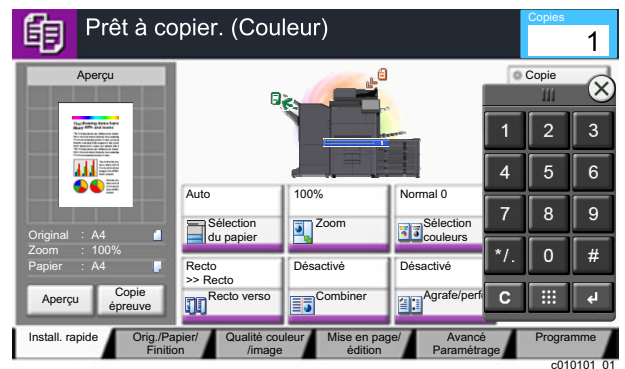 Prêt à copier. (Couleur)
Copies
1
Aperçu
Original : A4
Zoom : 100%
Papier : A4
Aperçu
Copie
épreuve
Copie
Auto
Sélection
du papier
100%
Zoom
Normal 0
Sélection
couleurs
Recto
>> Recto
Recto verso
Désactivé
Combiner
Désactivé
Agrafe/perf
1 2 3
4 5 6
7 8 9
*/. 0 #
C
Install. rapide
Orig./Papier/
Finition
Qualité couleur
/image
Mise en page/
édition
Avancé
Paramétrage
Programme
c010101_01